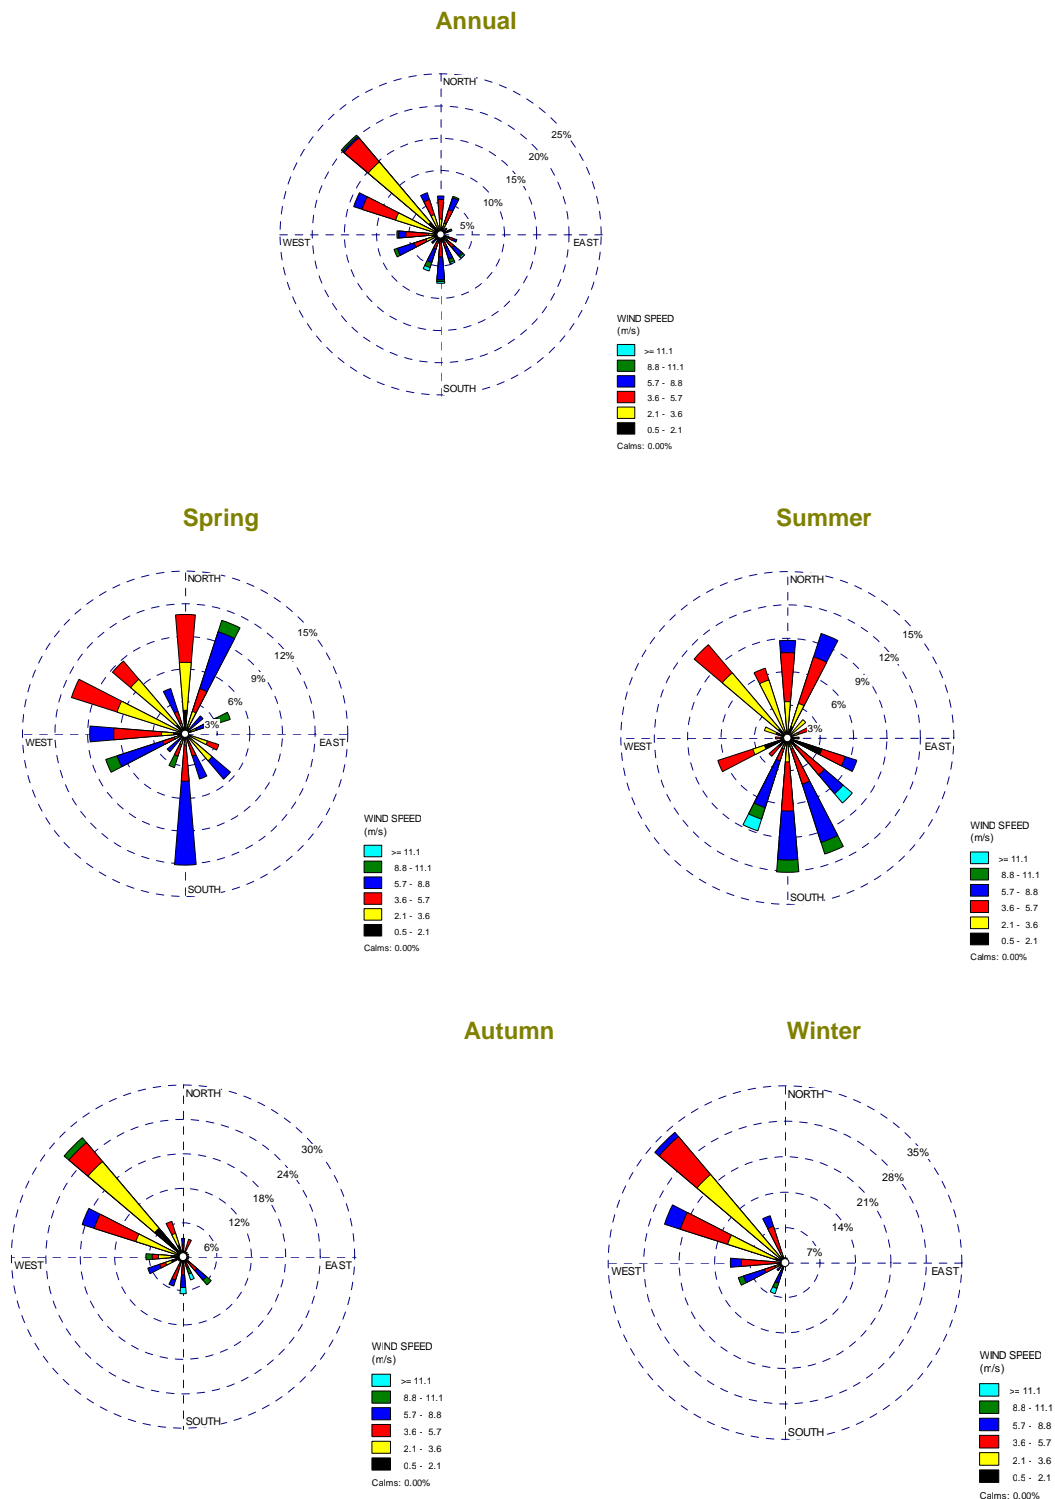 Annual
NORTH
25%
20%
15%
10%
5%
WEST
EAST
SOUTH
WIND SPEED
(m/s)
>= 11.1
8.8 - 11.1
5.7 - 8.8
3.6 - 5.7
2.1 - 3.6
0.5 - 2.1
Calms: 0.00%
Spring
NORTH
15%
12%
9%
6%
3%
WEST
EAST
SOUTH
WIND SPEED
(m/s)
>= 11.1
8.8 - 11.1
5.7 - 8.8
3.6 - 5.7
2.1 - 3.6
0.5 - 2.1
Calms: 0.00%
Summer
NORTH
15%
12%
9%
6%
3%
WEST
EAST
SOUTH
WIND SPEED
(m/s)
>= 11.1
8.8 - 11.1
5.7 - 8.8
3.6 - 5.7
2.1 - 3.6
0.5 - 2.1
Calms: 0.00%
Autumn
NORTH
30%
24%
18%
12%
6%
WEST
EAST
SOUTH
WIND SPEED
(m/s)
>= 11.1
8.8 - 11.1
5.7 - 8.8
3.6 - 5.7
2.1 - 3.6
0.5 - 2.1
Calms: 0.00%
Winter
NORTH
35%
28%
21%
14%
7%
WEST
EAST
SOUTH
WIND SPEED
(m/s)
>= 11.1
8.8 - 11.1
5.7 - 8.8
3.6 - 5.7
2.1 - 3.6
0.5 - 2.1
Calms: 0.00%